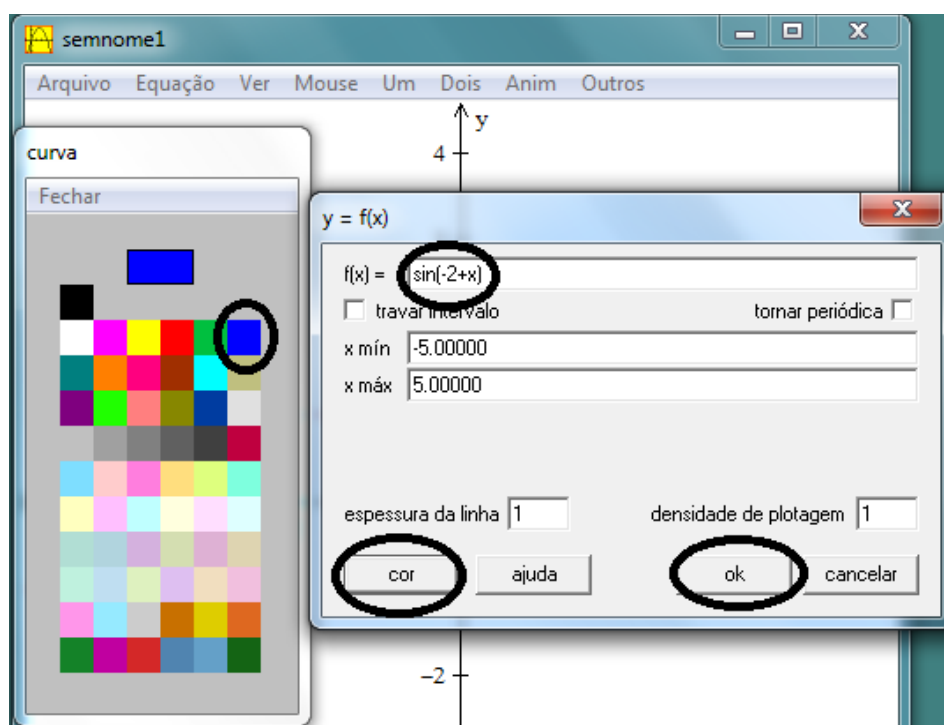 semnome1
Arquivo Equação Ver Mouse Um Dois Anim Outros
y
4
curva
Fechar
y = f(x)
f(x) = sin(-2+x)
travar intervalo tornar periódica
x mín -5.00000
x máx 5.00000
espessura da linha 1 densidade de plotagem 1
cor ajuda ok cancelar
-2